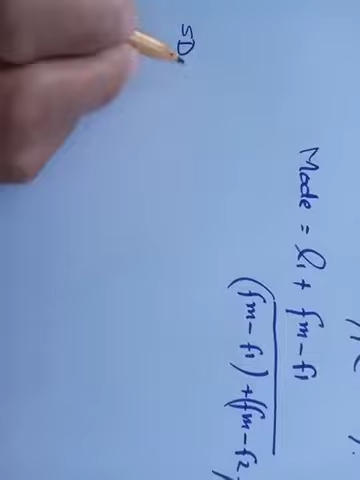 Mode = l₁ + fm - f1
(fm - f1) + (fm - f2
SD